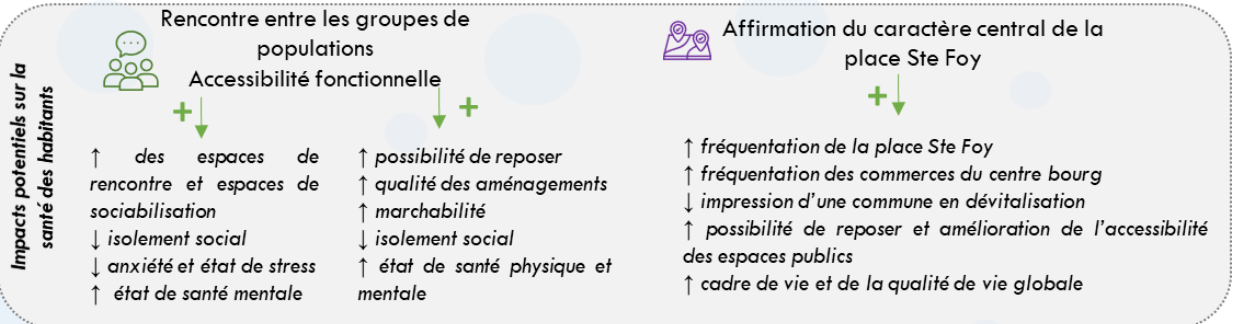 Impacts potentiels sur la
santé des habitants
Rencontre entre les groupes de
populations
Accessibilité fonctionnelle
+
+
↑ des espaces de
rencontre et espaces de
sociabilisation
↓ isolement social
↓ anxiété et état de stress
↑ état de santé mentale
↑ possibilité de reposer
↑ qualité des aménagements
↑ marchabilité
↓ isolement social
↑ état de santé physique et
mentale
Affirmation du caractère central de la
place Ste Foy
+
↑ fréquentation de la place Ste Foy
↑ fréquentation des commerces du centre bourg
↓ impression d'une commune en dévitalisation
↑ possibilité de reposer et amélioration de l'accessibilité
des espaces publics
↑ cadre de vie et de la qualité de vie globale